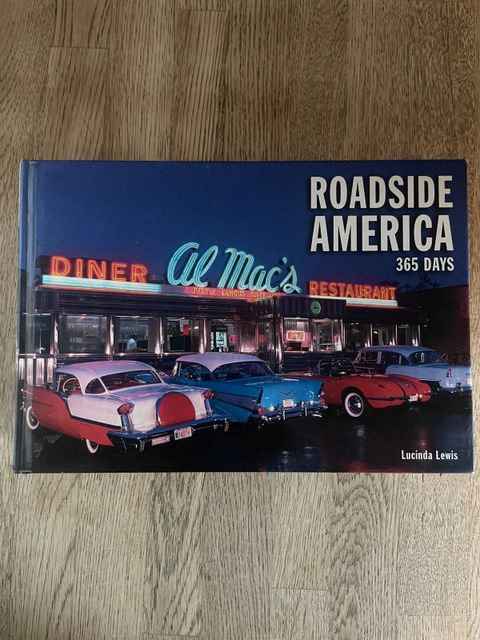 ROADSIDE
AMERICA
365 DAYS
DINER
Al Mac's
RESTAURANT
Lucinda Lewis